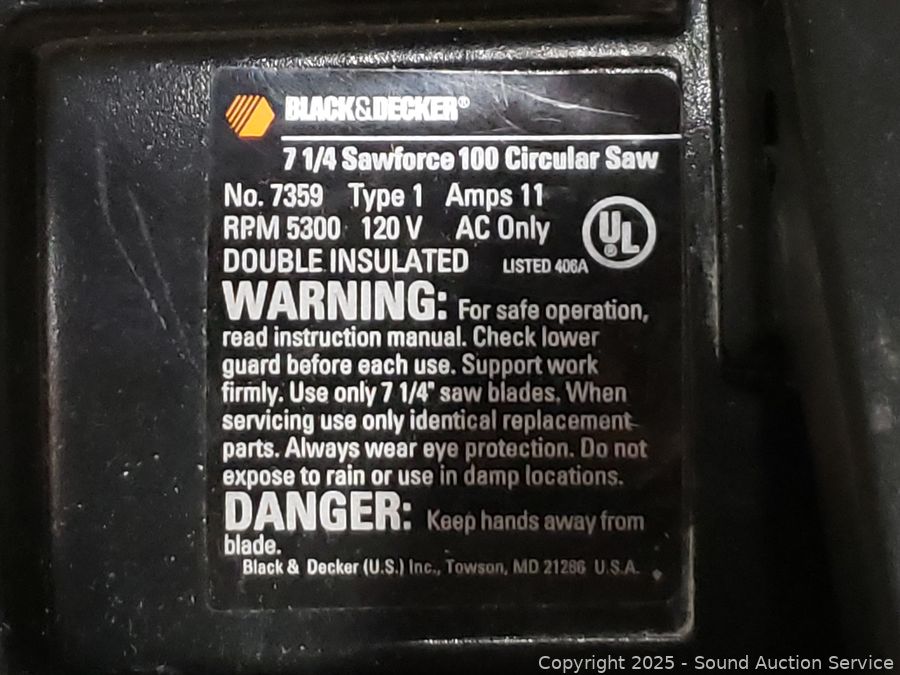 BLACK&DECKER®
7 1/4 Sawforce 100 Circular Saw
No. 7359 Type 1 Amps 11
RPM 5300 120 V AC Only
UL®
DOUBLE INSULATED LISTED 406A
WARNING: For safe operation,
read instruction manual. Check lower
guard before each use. Support work
firmly. Use only 7 1/4" saw blades. When
servicing use only identical replacement
parts. Always wear eye protection. Do not
expose to rain or use in damp locations.
DANGER: Keep hands away from
blade.
Black & Decker (U.S.) Inc., Towson, MD 21286 U.S.A.
Copyright 2025 - Sound Auction Service